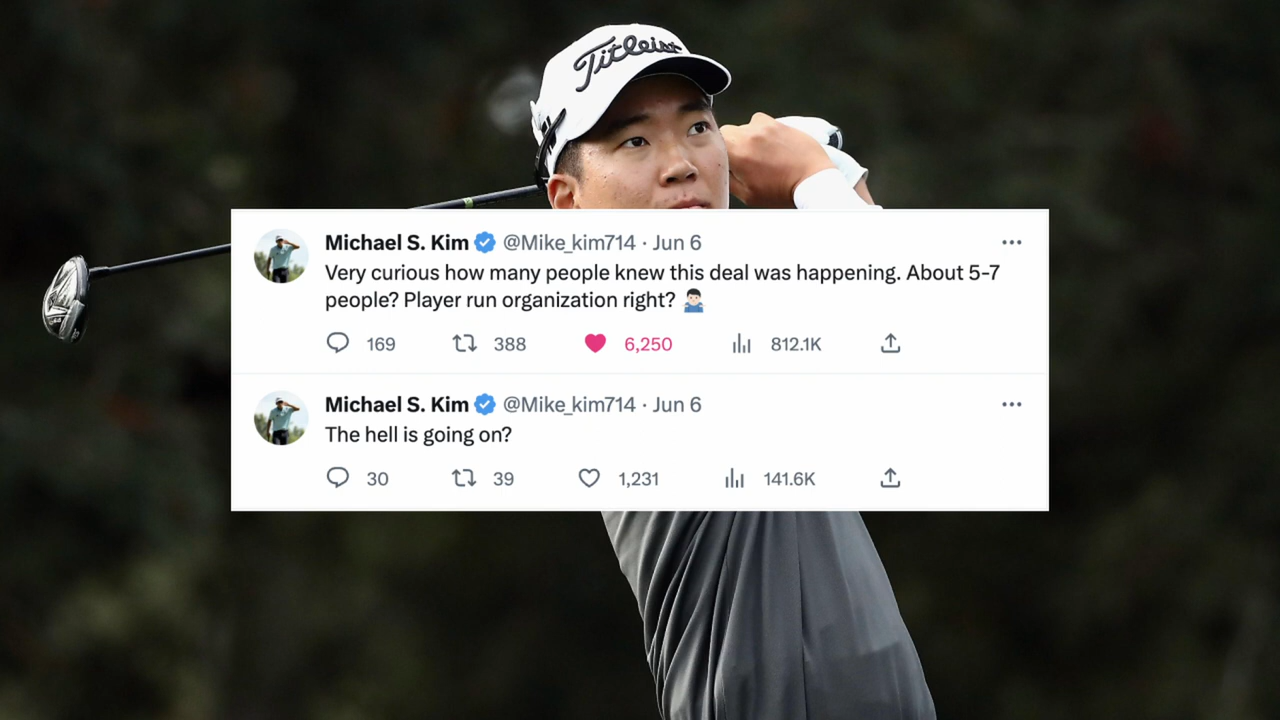 Titleist
Michael S. Kim @Mike_kim714 · Jun 6
Very curious how many people knew this deal was happening. About 5-7
people? Player run organization right? 🤷🏻‍♂️
169 388 6,250 812.1K
Michael S. Kim @Mike_kim714 · Jun 6
The hell is going on?
30 39 1,231 141.6K